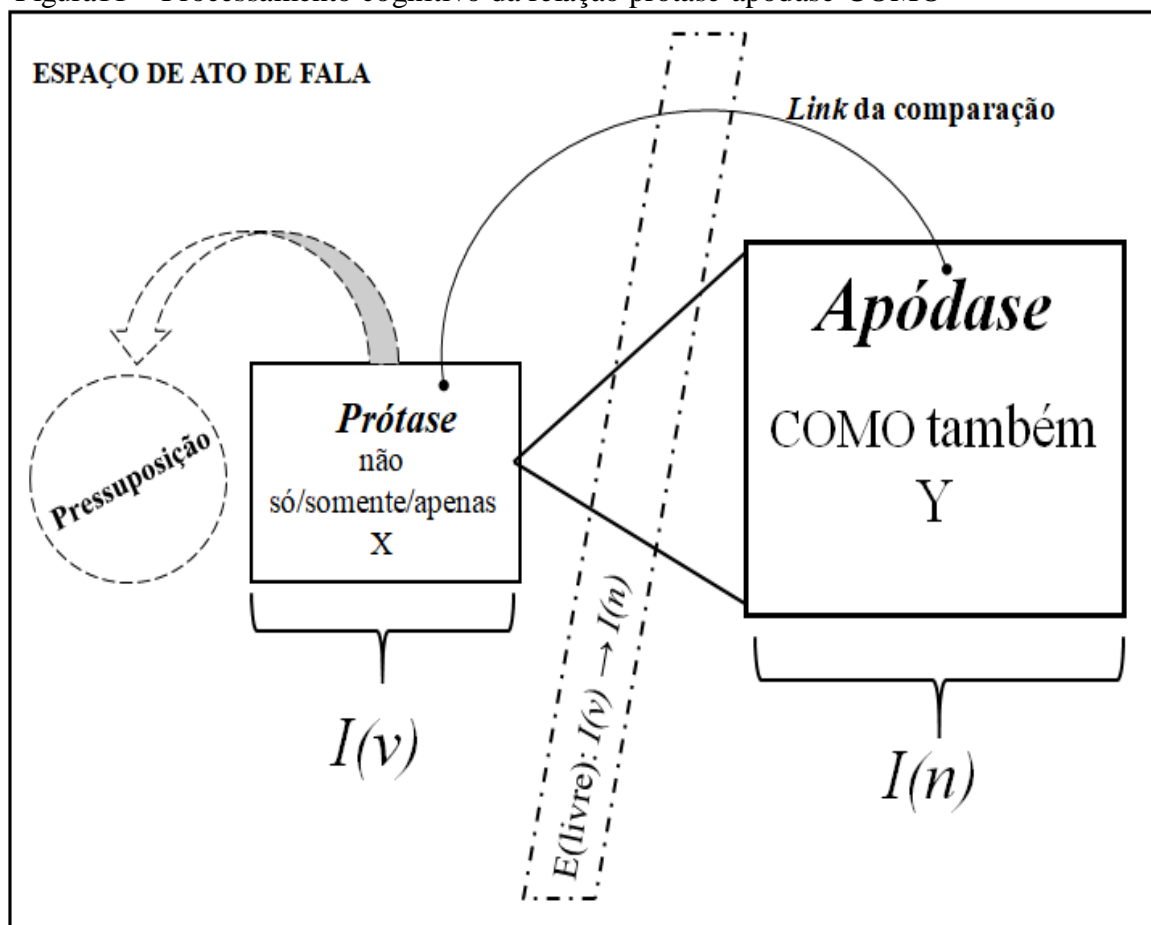 Figura11 – Processamento cognitivo da relação prótase-apódase COMO
ESPAÇO DE ATO DE FALA
Link da comparação
Pressuposição
Prótase
não
só/somente/apenas
X
Apódase
COMO também
Y
E(livre): I(v) → I(n)
I(v)
I(n)